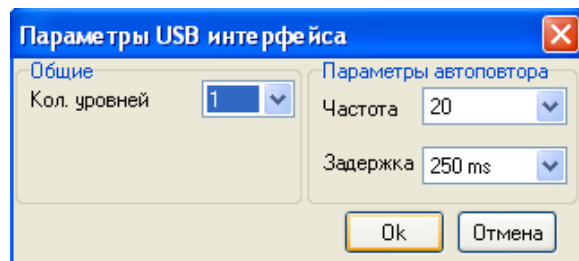 Параметры USB интерфейса
Общие
Кол. уровней 1
Параметры автоповтора
Частота 20
Задержка 250 ms
Ok Отмена